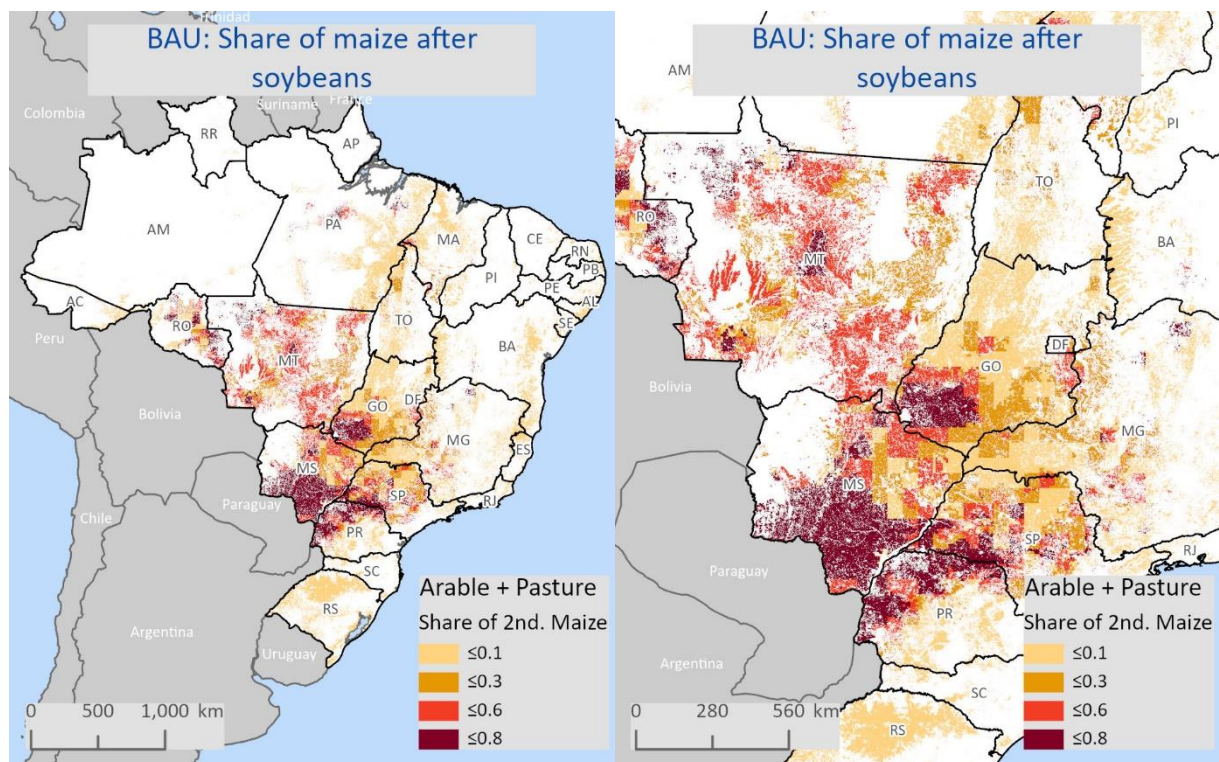 BAU: Share of maize after
soybeans
Trinidad
Colombia
Suriname
France
RR
AP
AM
PA
MA
CE
RN
PB
PE
AL
SE
PI
AC
RO
TO
BA
Peru
MT
Bolivia
GO
DF
MG
ES
MS
SP
RJ
Paraguay
Chile
PR
SC
RS
Argentina
Uruguay
Arable + Pasture
Share of 2nd. Maize
≤0.1
≤0.3
≤0.6
≤0.8
0 500 1,000 km
BAU: Share of maize after
soybeans
AM
PI
TO
RO
BA
MT
DF
GO
Bolivia
MG
MS
SP
RJ
Paraguay
PR
Argentina
SC
RS
Arable + Pasture
Share of 2nd. Maize
≤0.1
≤0.3
≤0.6
≤0.8
0 280 560 km